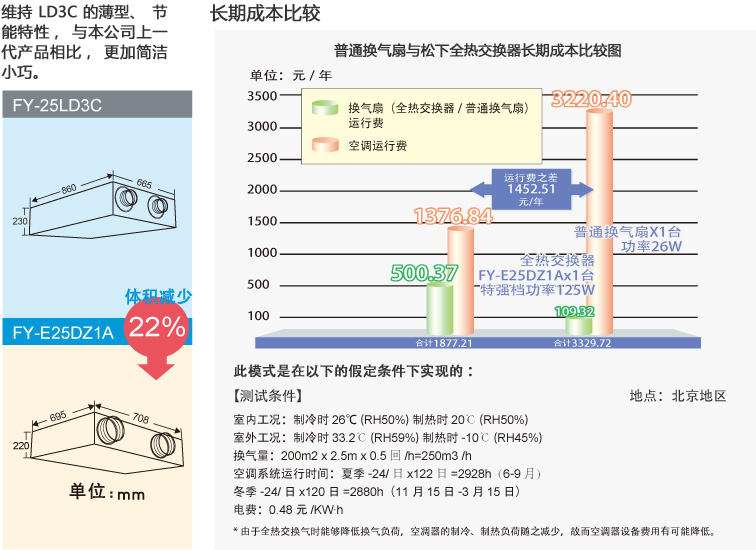 维持 LD3C 的薄型、 节
能特性， 与本公司上一
代产品相比， 更加简洁
小巧。
FY-25LD3C
860
665
230
体积减少
22%
FY-E25DZ1A
695
708
220
单位: mm
长期成本比较
普通换气扇与松下全热交换器长期成本比较图
单位: 元 / 年
3500
3000
2500
2000
1500
1000
500
100
换气扇（全热交换器 / 普通换气扇）
运行费
空调运行费
3220.40
运行费之差
1452.51
元/年
1376.84
普通换气扇X1台
功率26W
全热交换器
FY-E25DZ1Ax1台
特强档功率125W
500.37
109.32
合计1877.21
合计3329.72
此模式是在以下的假定条件下实现的：
【测试条件】
地点： 北京地区
室内工况: 制冷时 26℃ (RH50%) 制热时 20℃ (RH50%)
室外工况: 制冷时 33.2℃ (RH59%) 制热时 -10℃ (RH45%)
换气量: 200m2 x 2.5m x 0.5 回 /h=250m3 /h
空调系统运行时间: 夏季 -24/ 日 x122 日 =2928h (6-9 月)
冬季 -24/ 日 x120 日 =2880h（11 月 15 日 -3 月 15 日）
电费: 0.48 元 /KW·h
* 由于全热交换气时能够降低换气负荷，空凋器的制冷、制热负荷随之减少，故而空调器设备费用有可能降低。